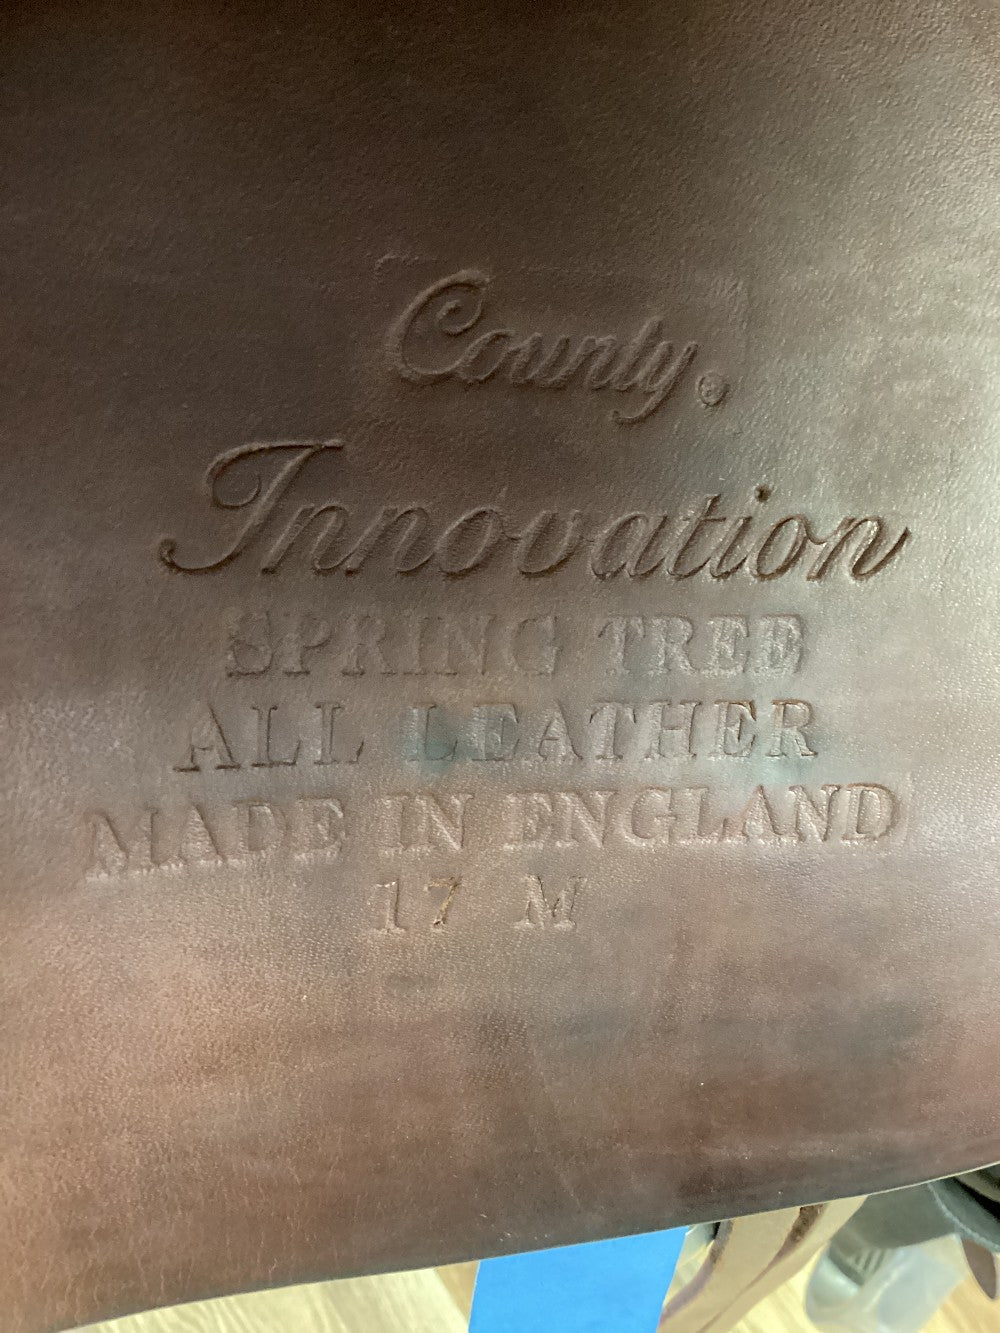 County®
Innovation
SPRING TREE
ALL LEATHER
MADE IN ENGLAND
17 M